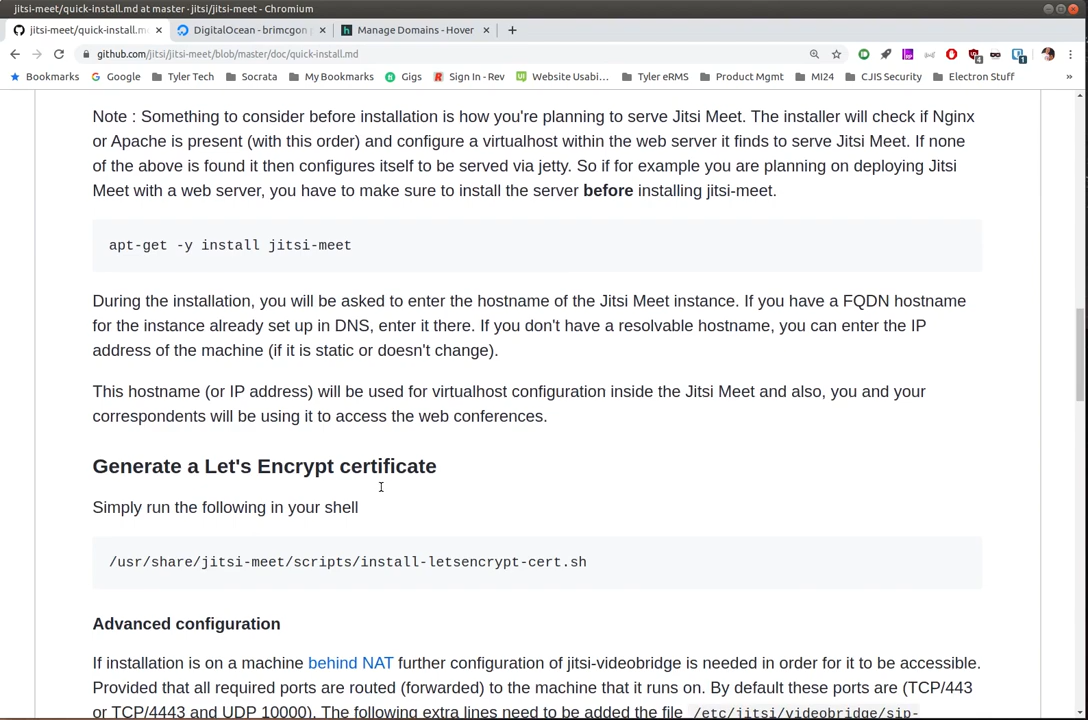 jitsi-meet/quick-install.md at master · jitsi/jitsi-meet - Chromium
jitsi-meet/quick-install.m
DigitalOcean - brimcgon
Manage Domains - Hover
github.com/jitsi/jitsi-meet/blob/master/doc/quick-install.md
Bookmarks Google Tyler Tech Socrata My Bookmarks Gigs Sign In - Rev Website Usabi... Tyler eRMS Product Mgmt MI24 CJIS Security Electron Stuff »
Note : Something to consider before installation is how you're planning to serve Jitsi Meet. The installer will check if Nginx
or Apache is present (with this order) and configure a virtualhost within the web server it finds to serve Jitsi Meet. If none
of the above is found it then configures itself to be served via jetty. So if for example you are planning on deploying Jitsi
Meet with a web server, you have to make sure to install the server before installing jitsi-meet.
apt-get -y install jitsi-meet
During the installation, you will be asked to enter the hostname of the Jitsi Meet instance. If you have a FQDN hostname
for the instance already set up in DNS, enter it there. If you don't have a resolvable hostname, you can enter the IP
address of the machine (if it is static or doesn't change).
This hostname (or IP address) will be used for virtualhost configuration inside the Jitsi Meet and also, you and your
correspondents will be using it to access the web conferences.
Generate a Let's Encrypt certificate
Simply run the following in your shell
/usr/share/jitsi-meet/scripts/install-letsencrypt-cert.sh
Advanced configuration
If installation is on a machine behind NAT further configuration of jitsi-videobridge is needed in order for it to be accessible.
Provided that all required ports are routed (forwarded) to the machine that it runs on. By default these ports are (TCP/443
or TCP/4443 and UDP 10000). The following extra lines need to be added the file /etc/jitsi/videobridge/sip-